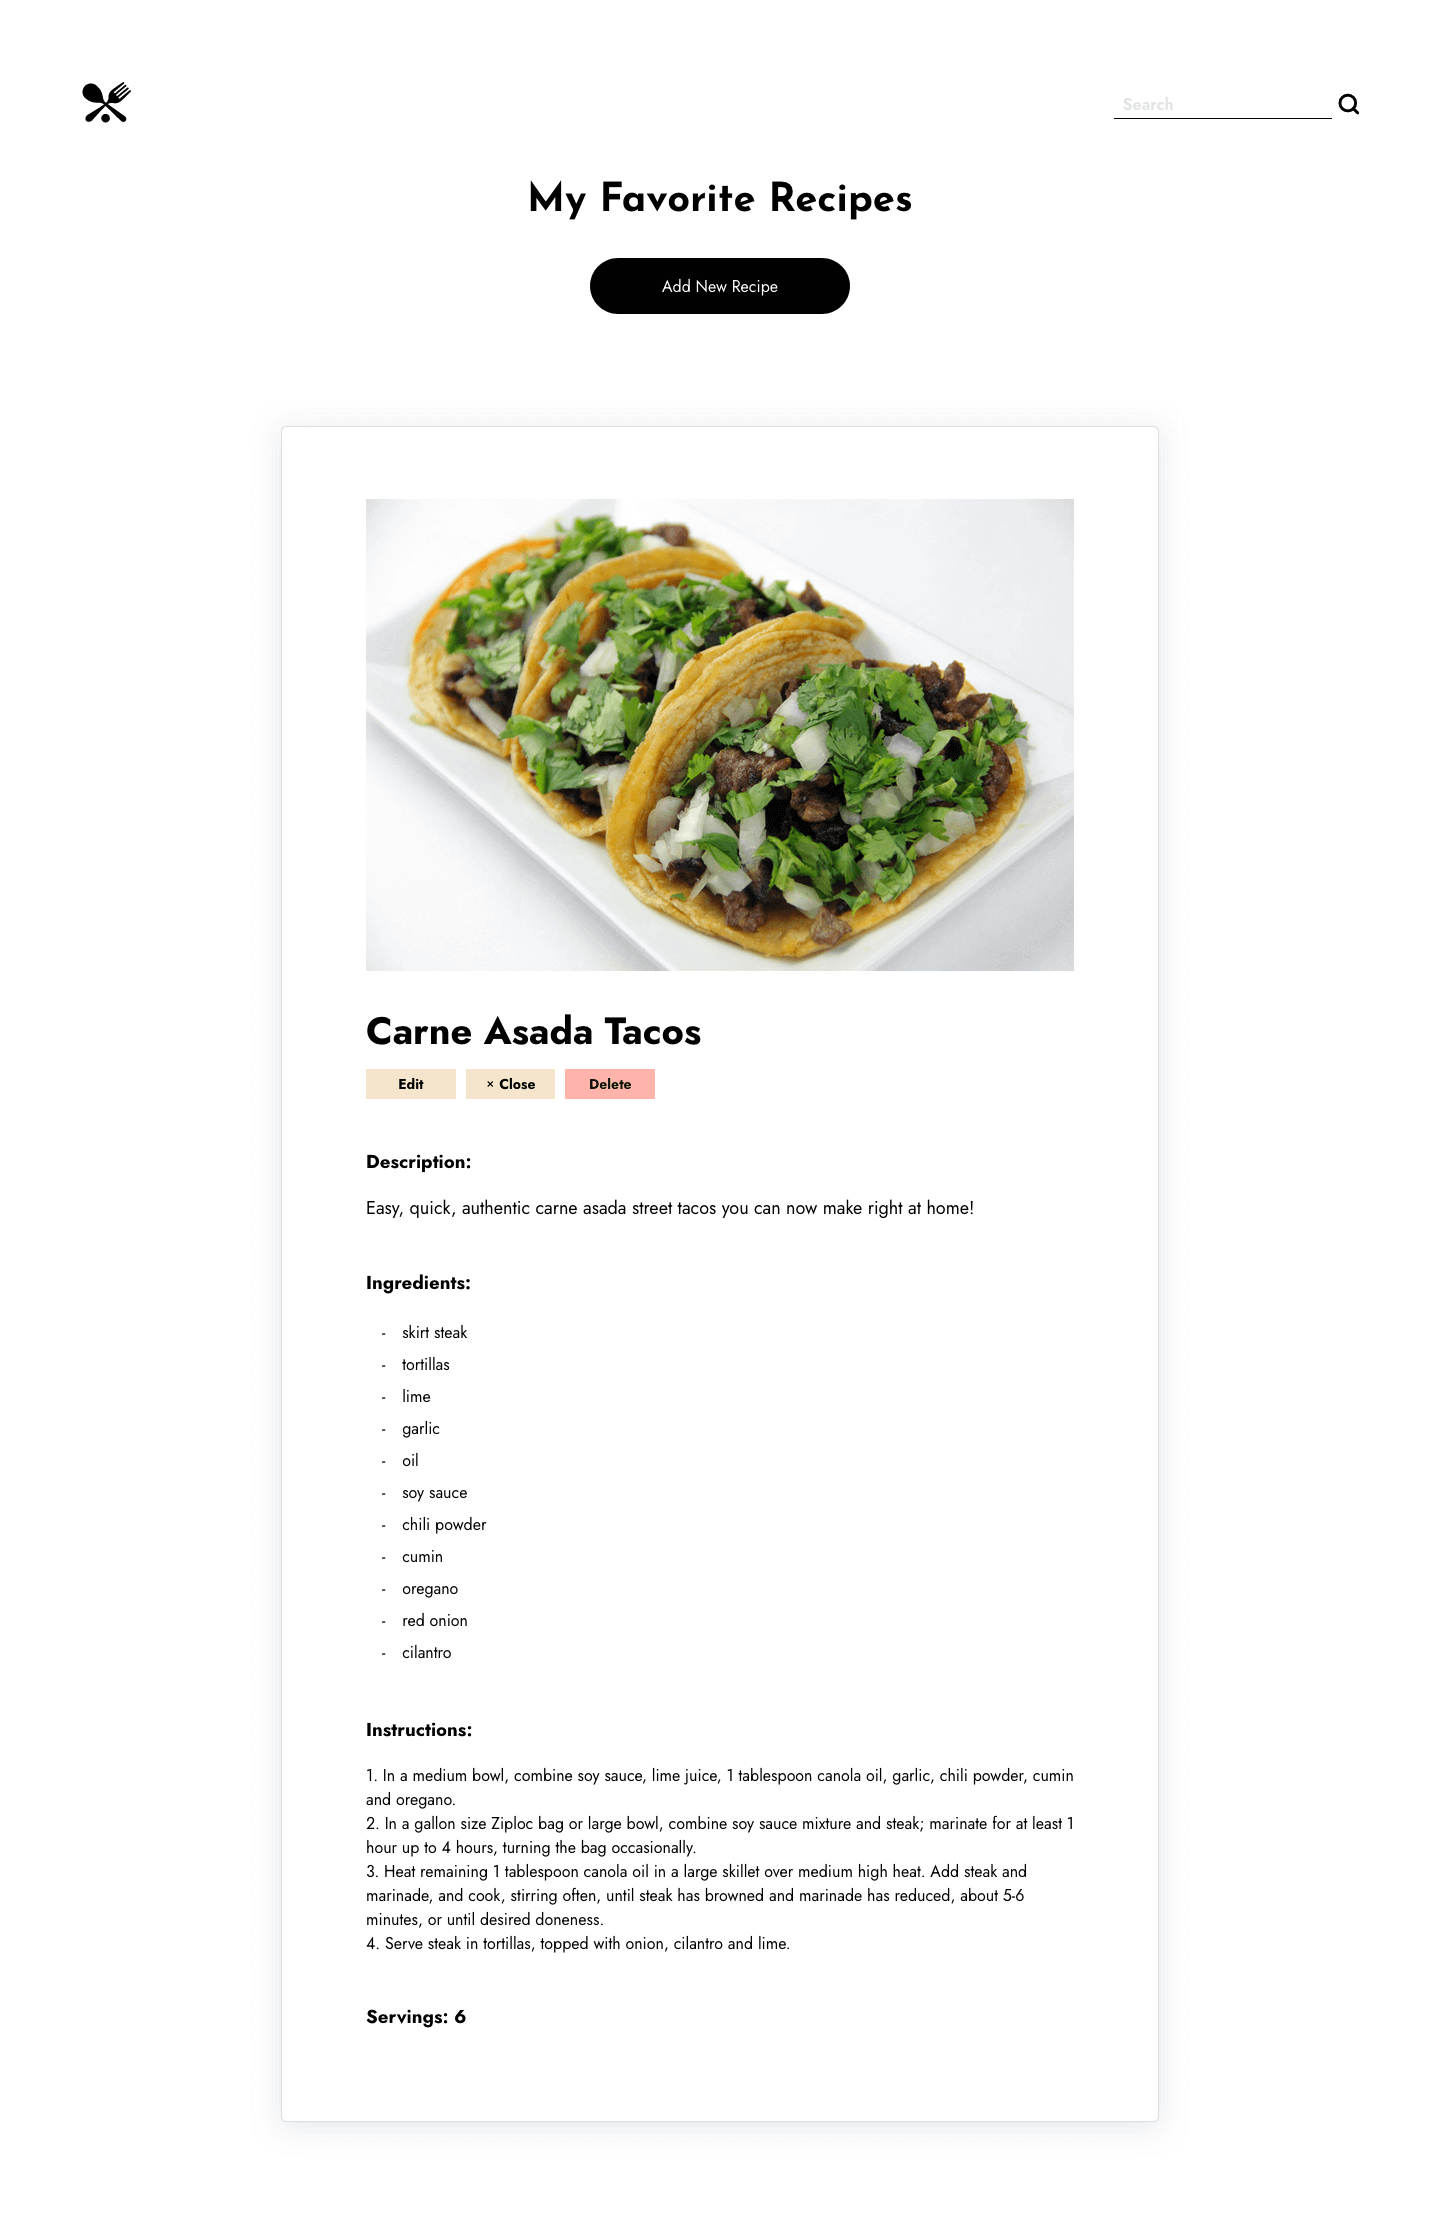 Search
My Favorite Recipes
Add New Recipe
Carne Asada Tacos
Edit
× Close
Delete
Description:
Easy, quick, authentic carne asada street tacos you can now make right at home!
Ingredients:
- skirt steak
- tortillas
- lime
- garlic
- oil
- soy sauce
- chili powder
- cumin
- oregano
- red onion
- cilantro
Instructions:
1. In a medium bowl, combine soy sauce, lime juice, 1 tablespoon canola oil, garlic, chili powder, cumin
and oregano.
2. In a gallon size Ziploc bag or large bowl, combine soy sauce mixture and steak; marinate for at least 1
hour up to 4 hours, turning the bag occasionally.
3. Heat remaining 1 tablespoon canola oil in a large skillet over medium high heat. Add steak and
marinade, and cook, stirring often, until steak has browned and marinade has reduced, about 5-6
minutes, or until desired doneness.
4. Serve steak in tortillas, topped with onion, cilantro and lime.
Servings: 6